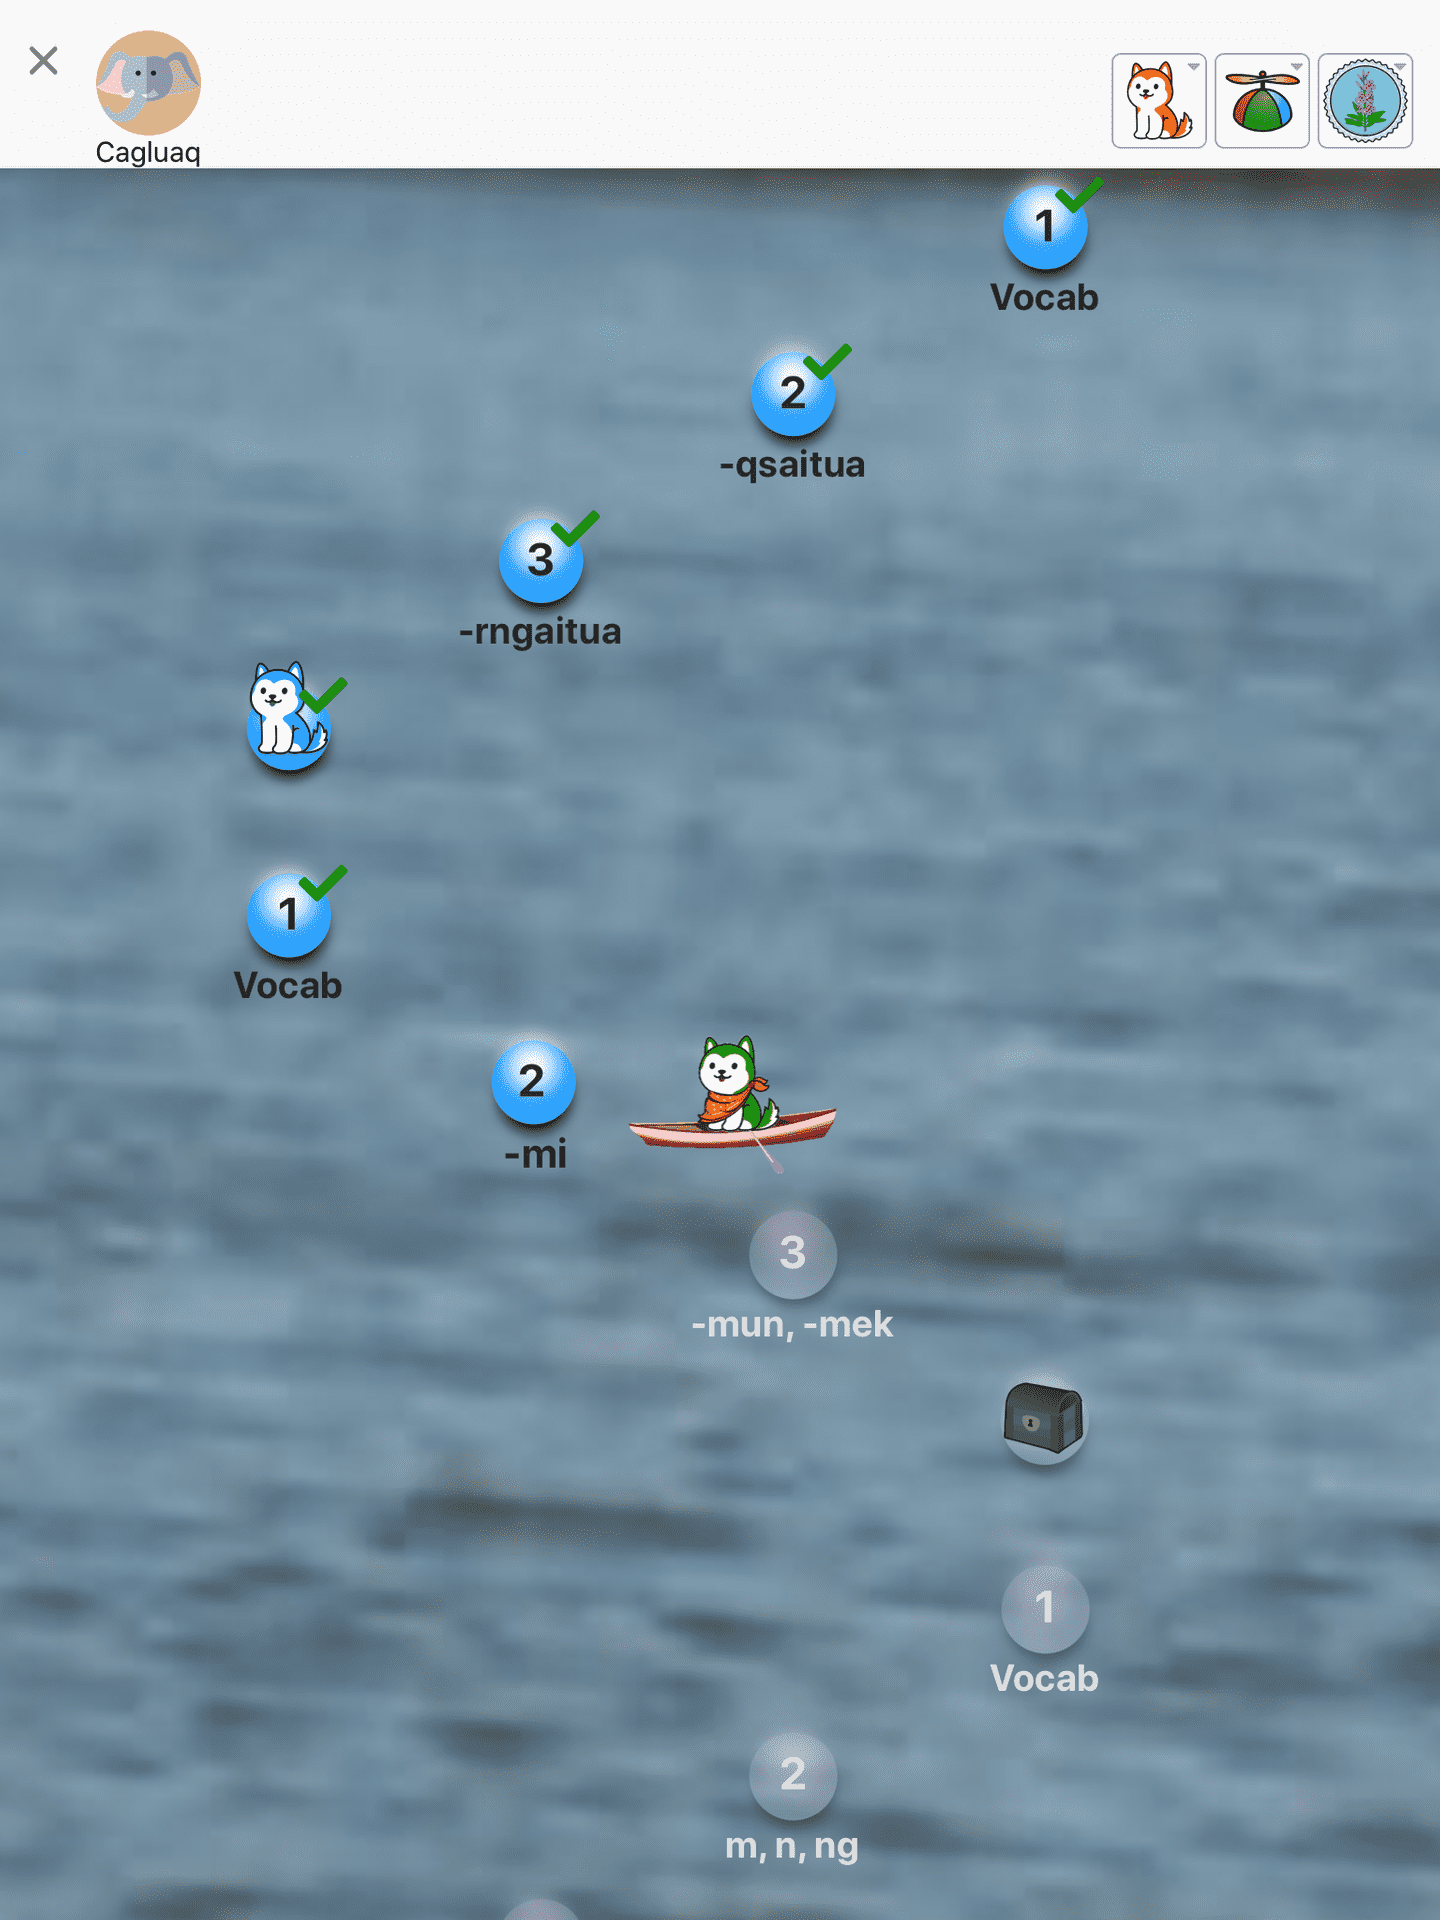 Cagluaq
1
Vocab
2
-qsaitua
3
-rngaitua
1
Vocab
2
-mi
3
-mun, -mek
1
Vocab
2
m, n, ng